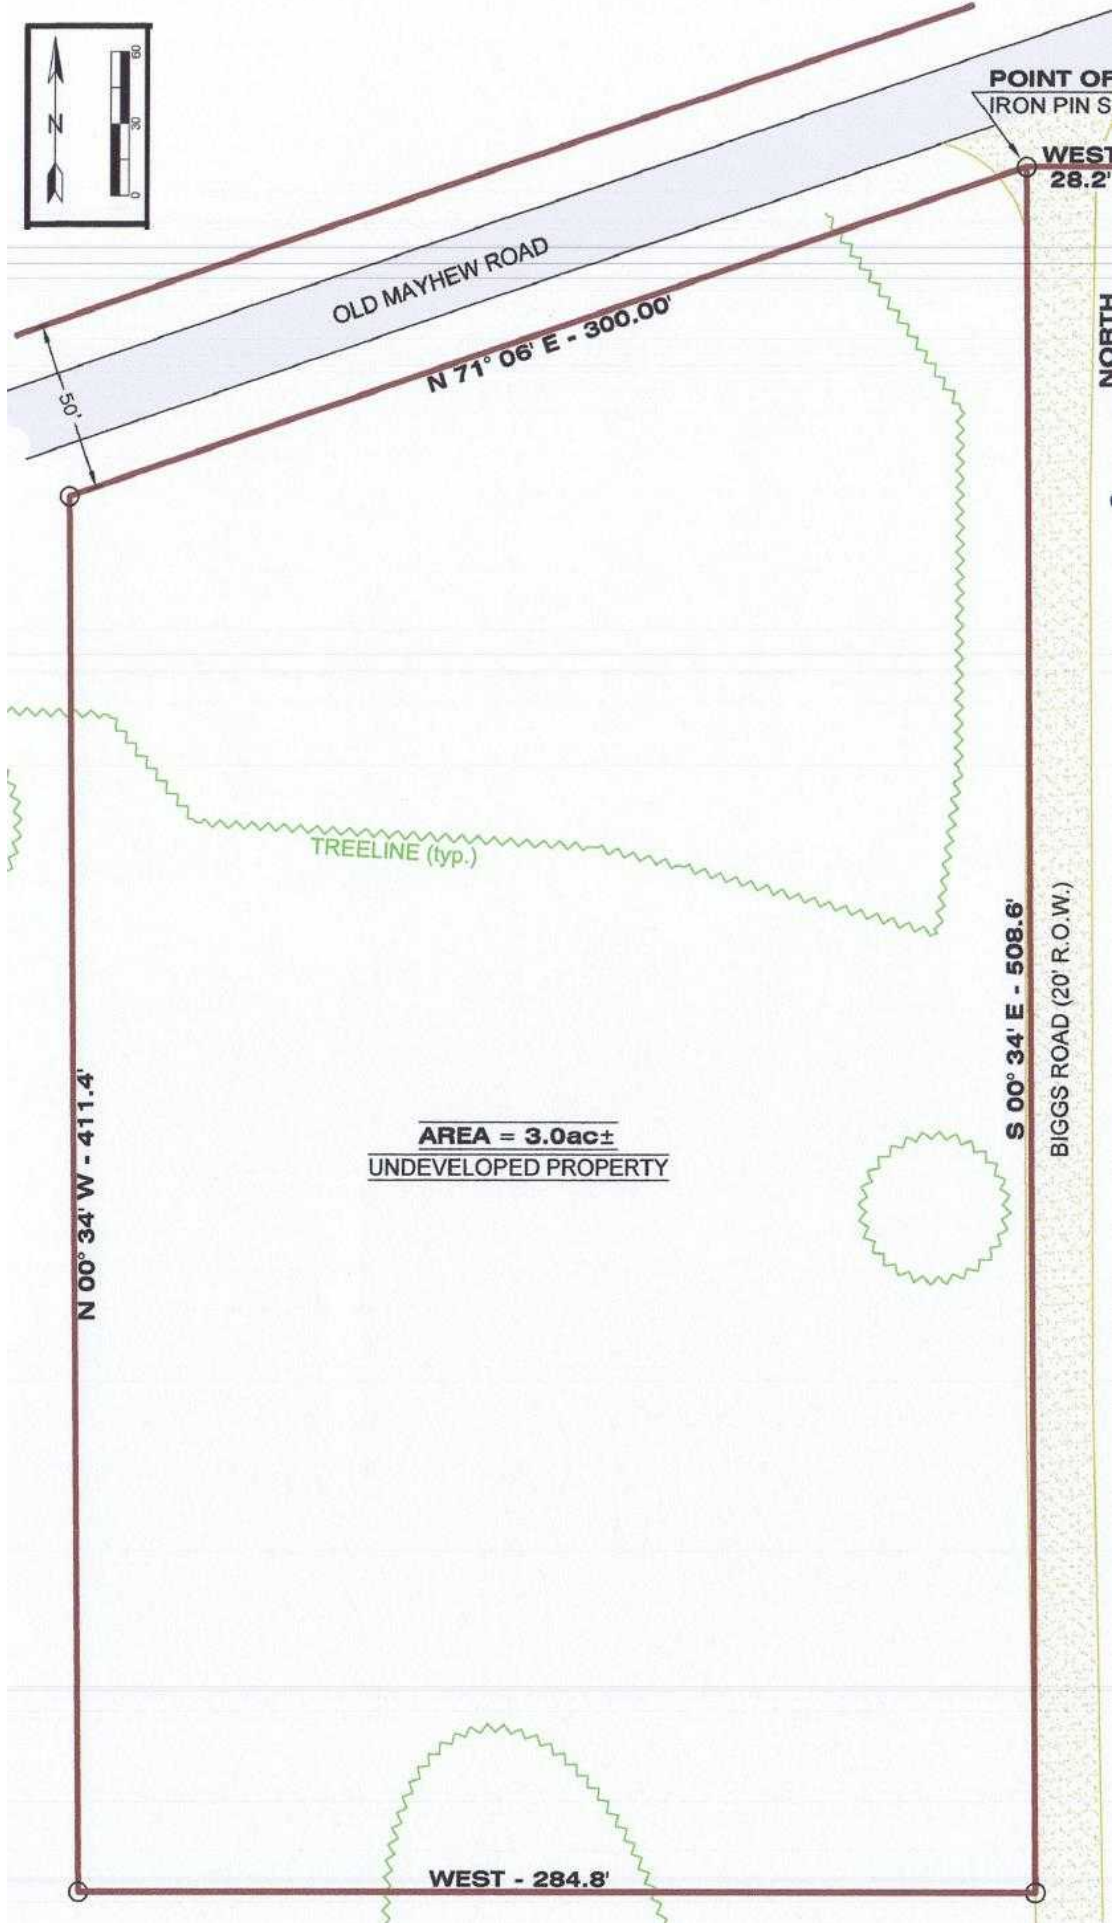 60
30
0
N
POINT OF
IRON PIN S
WEST
28.2'
OLD MAYHEW ROAD
N 71° 06' E - 300.00'
50'
NORTH
TREELINE (typ.)
S 00° 34' E - 508.6'
BIGGS ROAD (20' R.O.W.)
N 00° 34' W - 411.4'
AREA = 3.0ac±
UNDEVELOPED PROPERTY
WEST - 284.8'